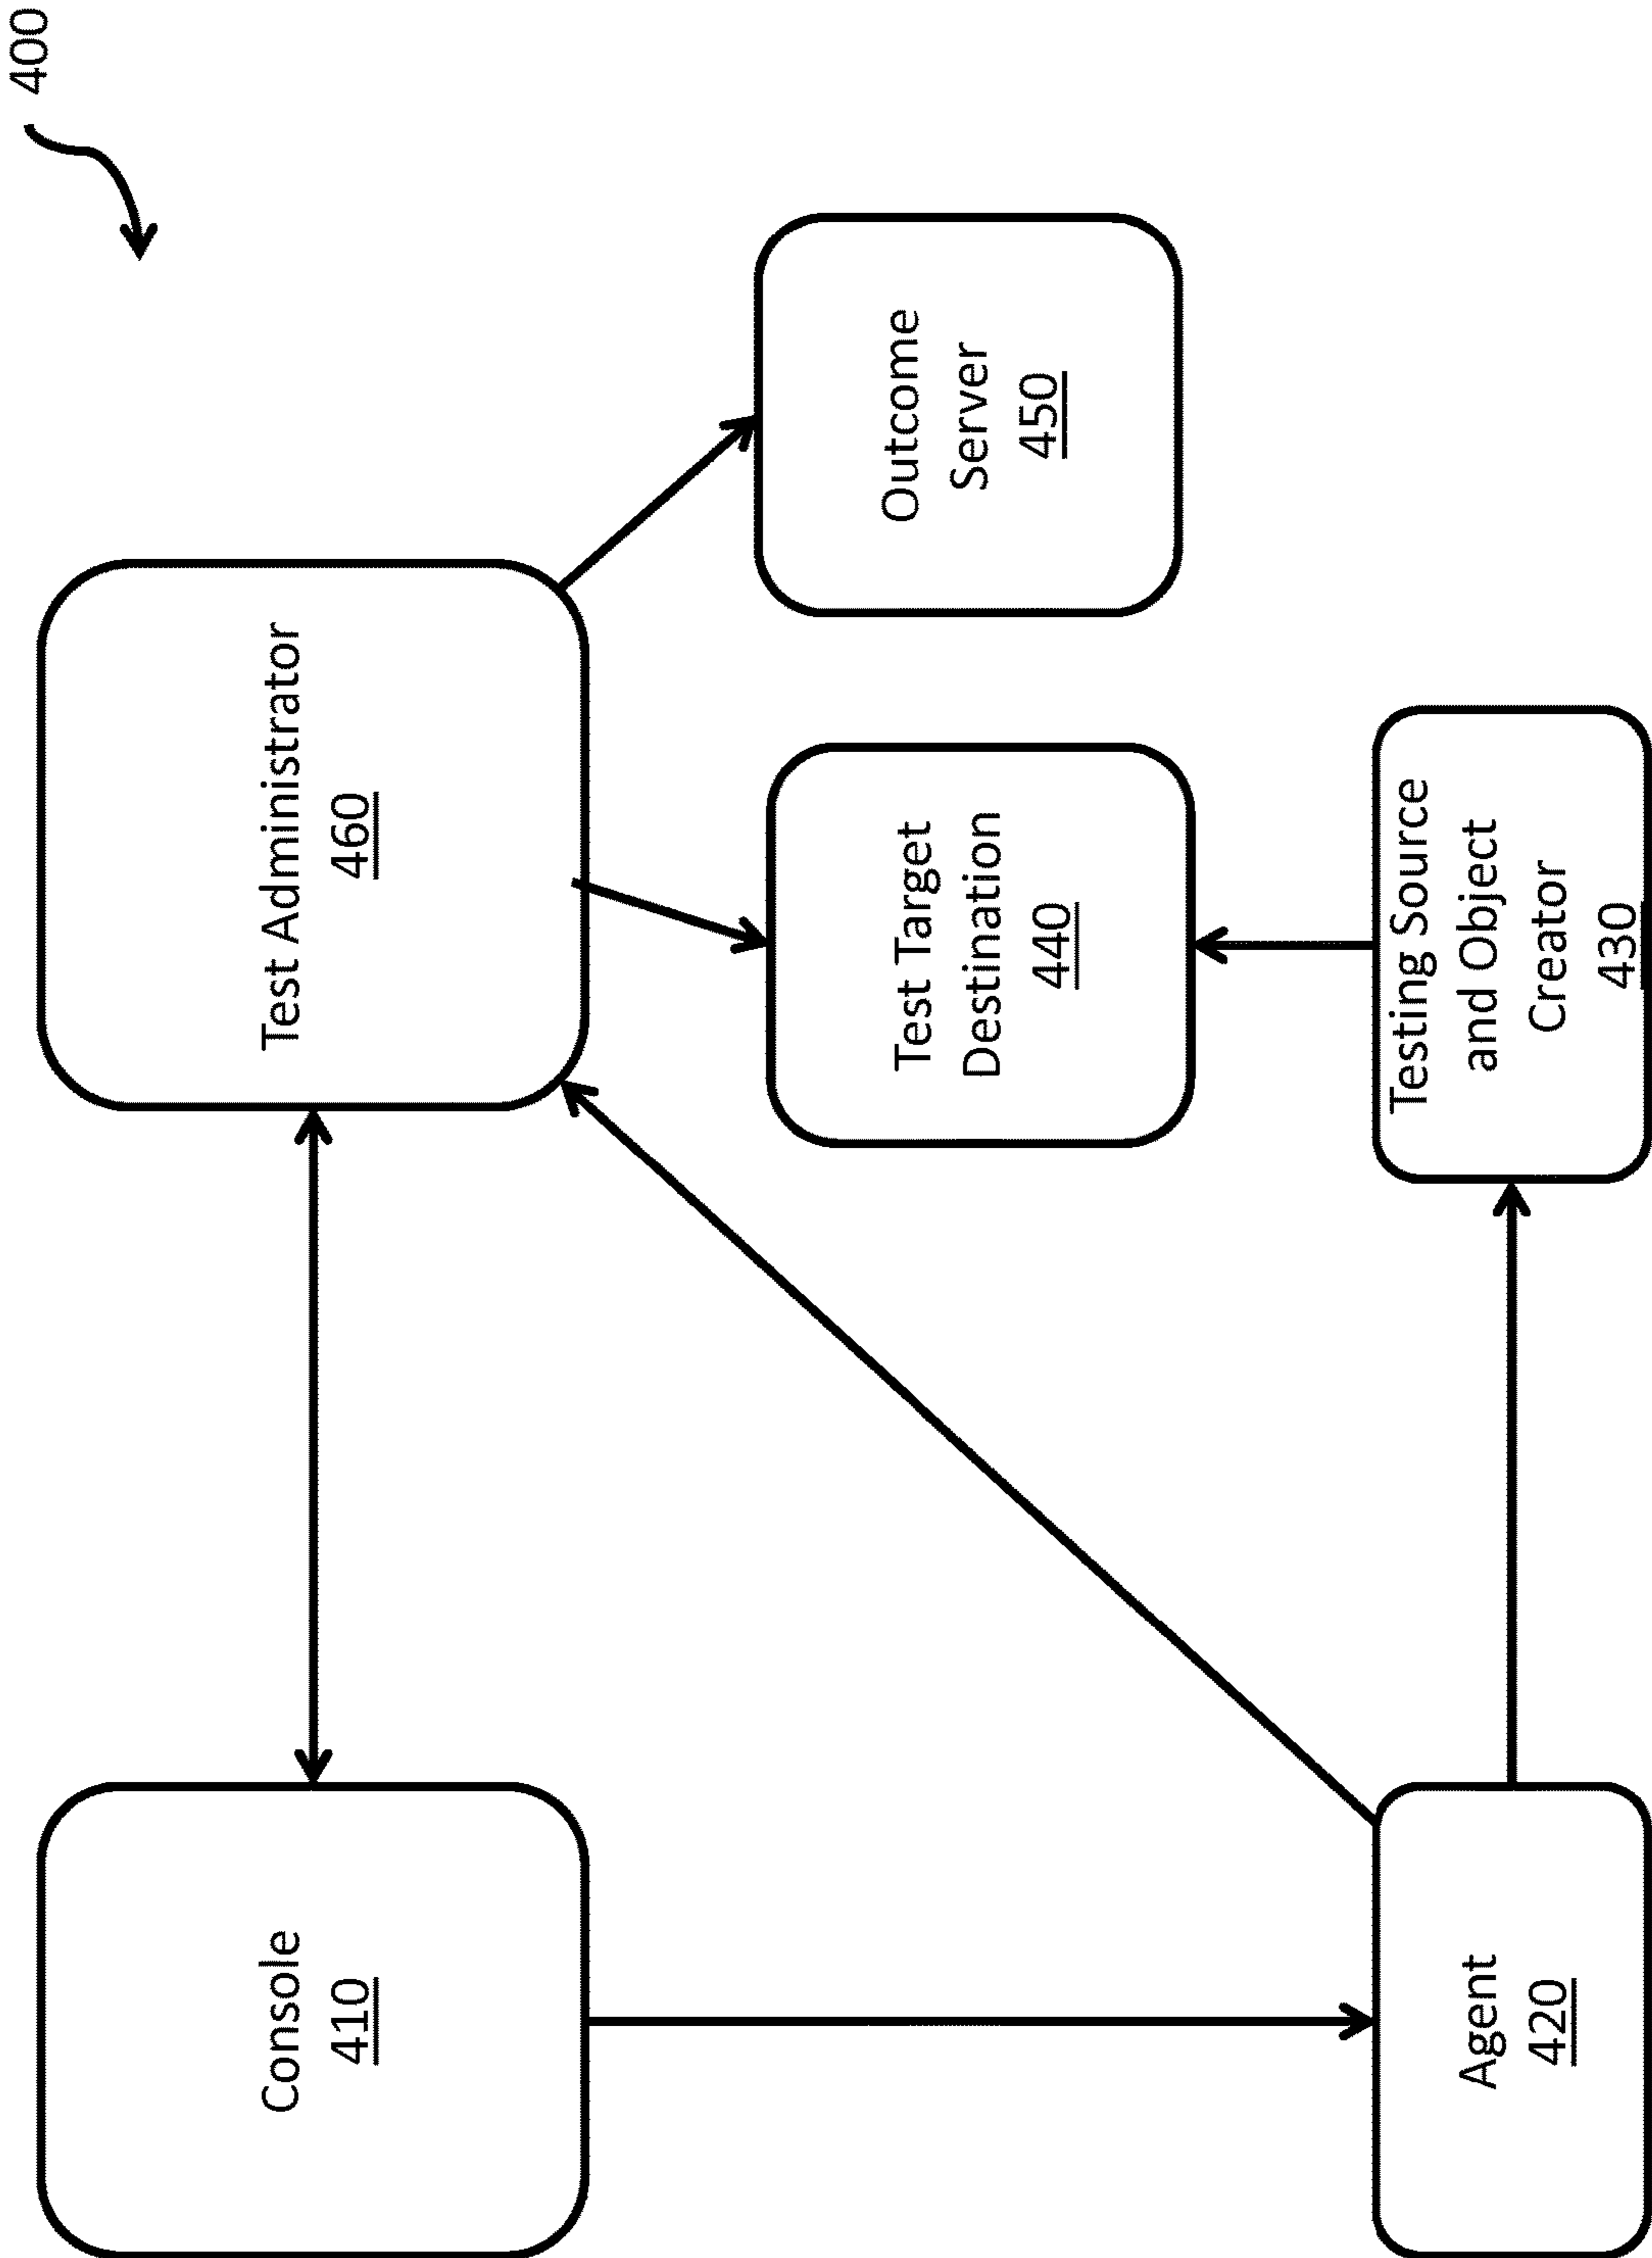 400
Console
410
Test Administrator
460
Test Target
Destination
440
Outcome
Server
450
Agent
420
Testing Source
and Object
Creator
430